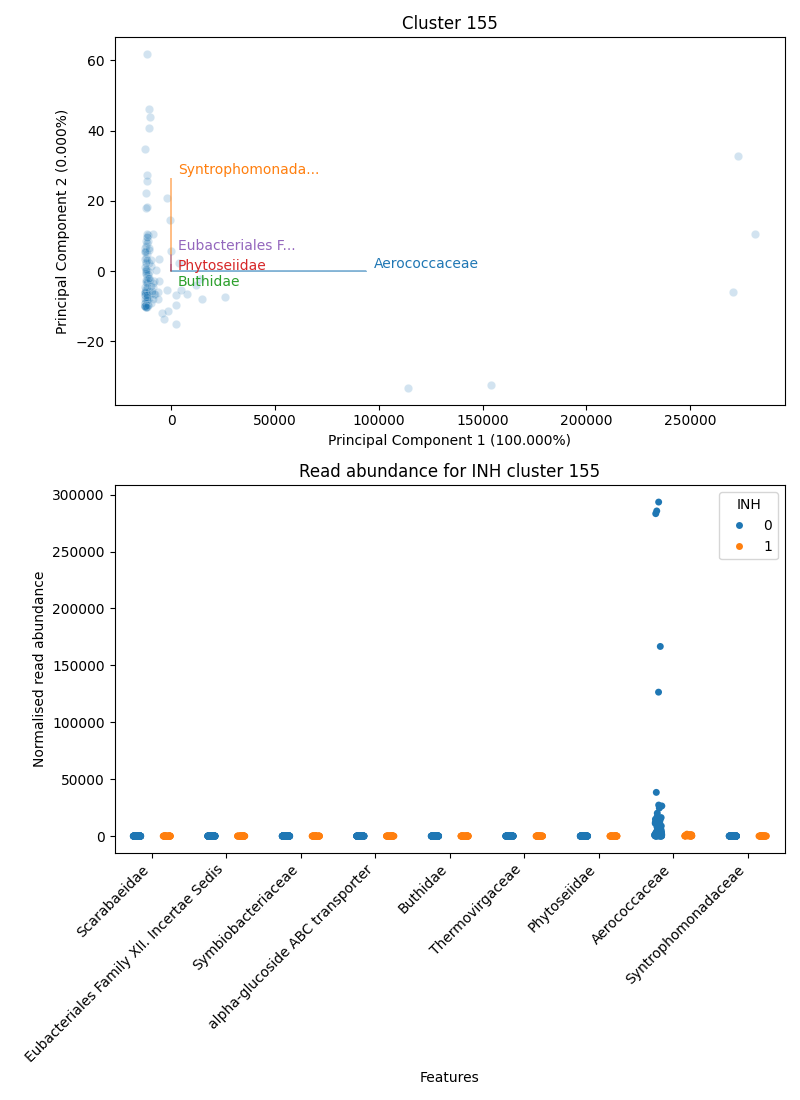 Cluster 155
60
40
20
0
−20
Principal Component 2 (0.000%)
Syntrophomonada...
Eubacteriales F...
Phytoseiidae
Aerococcaceae
Buthidae
0
50000
100000
150000
200000
250000
Principal Component 1 (100.000%)
Read abundance for INH cluster 155
300000
250000
200000
150000
100000
50000
0
Normalised read abundance
INH
0
1
Scarabaeidae
Eubacteriales Family XII. Incertae Sedis
Symbiobacteriaceae
alpha-glucoside ABC transporter
Buthidae
Thermovirgaceae
Phytoseiidae
Aerococcaceae
Syntrophomonadaceae
Features